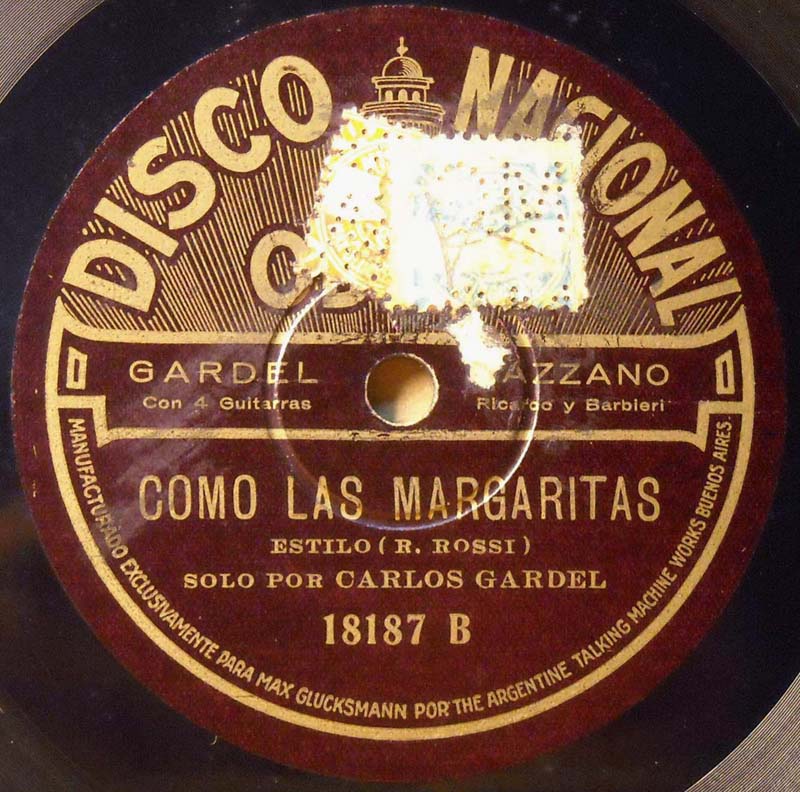 DISCO NACIONAL
GARDEL
Con 4 Guitarras
Ricardo y Barbieri
COMO LAS MARGARITAS
ESTILO (R. ROSSI)
SOLO POR CARLOS GARDEL
18187 B
MANUFACTURADO EXCLUSIVAMENTE PARA MAX GLUCKSMANN POR THE ARGENTINE TALKING MACHINE WORKS BUENOS AIRES